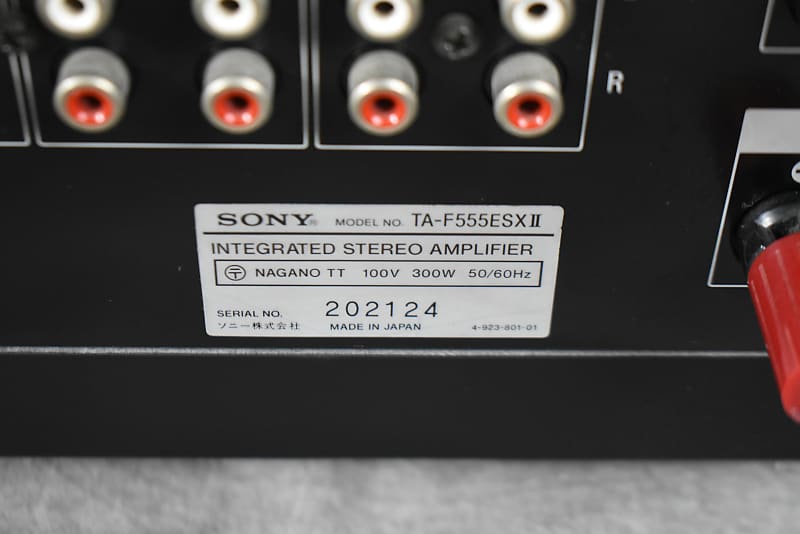 R
SONY® MODEL NO. TA-F555ESXⅡ
INTEGRATED STEREO AMPLIFIER
〒 NAGANO TT 100V 300W 50/60Hz
SERIAL NO. 202124
ソニー株式会社 MADE IN JAPAN 4-923-801-01